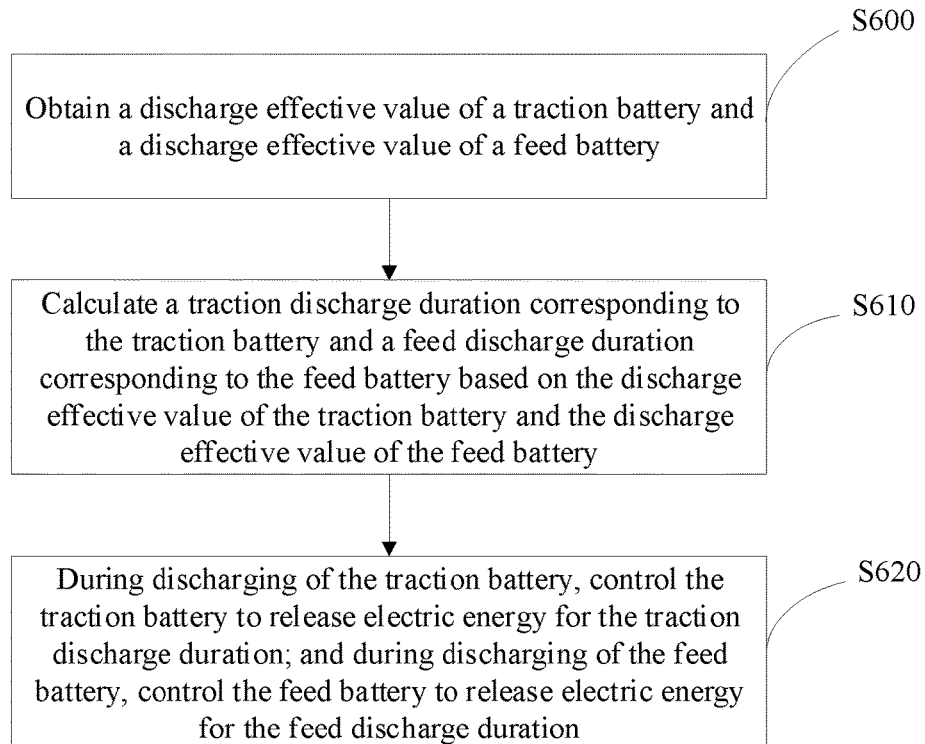 S600
Obtain a discharge effective value of a traction battery and
a discharge effective value of a feed battery
S610
Calculate a traction discharge duration corresponding to
the traction battery and a feed discharge duration
corresponding to the feed battery based on the discharge
effective value of the traction battery and the discharge
effective value of the feed battery
S620
During discharging of the traction battery, control the
traction battery to release electric energy for the traction
discharge duration; and during discharging of the feed
battery, control the feed battery to release electric energy
for the feed discharge duration